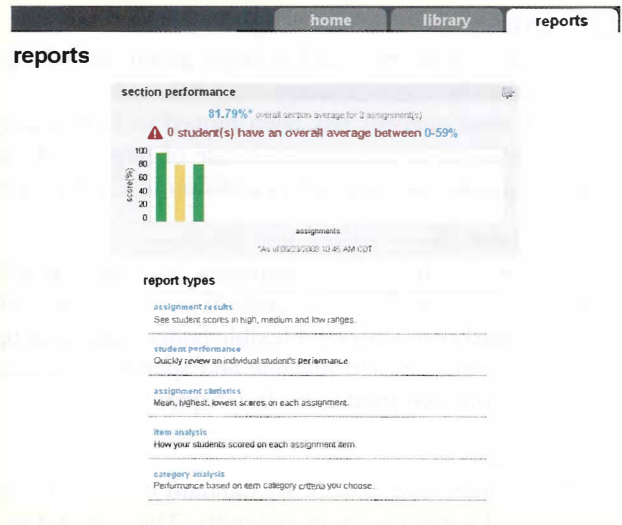 home library reports
reports
section performance
81.79%* overall section average for 3 assignment(s)
0 student(s) have an overall average between 0-59%
100
80
60
40
20
0
score(%)
assignments
report types
assignment results
See student scores in high, medium and low ranges.
student performance
Quickly review an individual student's performance.
assignment statistics
Mean, highest, lowest scores on each assignment.
item analysis
How your students scored on each assignment item.
category analysis
Performance based on item category criteria you choose.